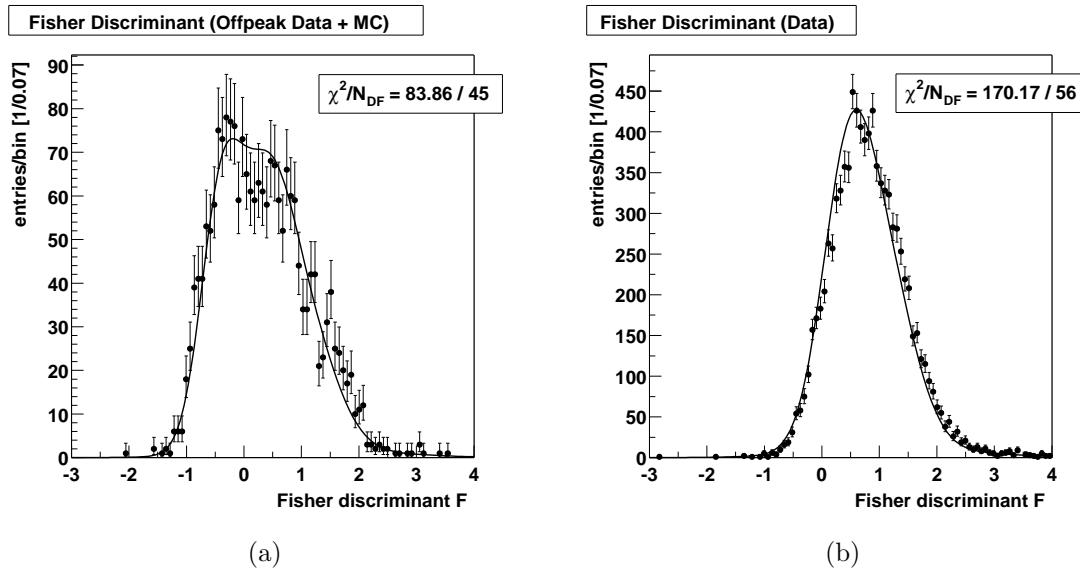 Fisher Discriminant (Offpeak Data + MC)
entries/bin [1/0.07]
90
80
70
60
50
40
30
20
10
0
χ²/N_DF = 83.86 / 45
-3 -2 -1 0 1 2 3 4
Fisher discriminant F
(a)
Fisher Discriminant (Data)
entries/bin [1/0.07]
450
400
350
300
250
200
150
100
50
0
χ²/N_DF = 170.17 / 56
-3 -2 -1 0 1 2 3 4
Fisher discriminant F
(b)